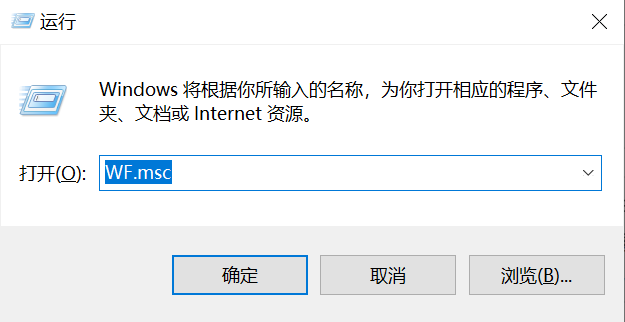 运行
Windows 将根据你所输入的名称，为你打开相应的程序、文件
夹、文档或 Internet 资源。
打开(O): WF.msc
确定 取消 浏览(B)...